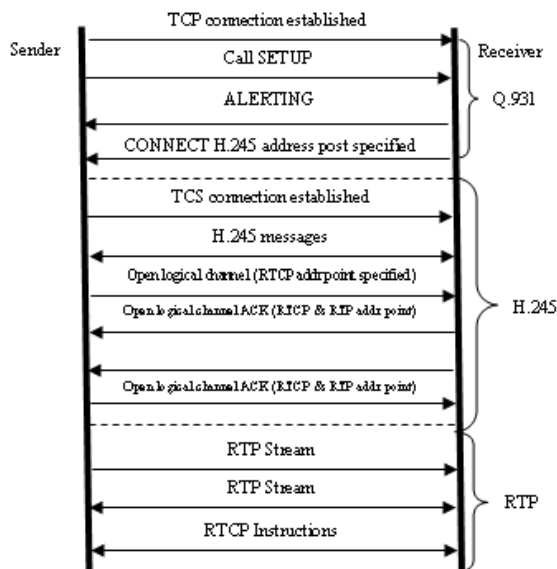 TCP connection established
Sender
Receiver
Call SETUP
Q.931
ALERTING
CONNECT H.245 address post specified
TCS connection established
H.245 messages
Open logical channel (RTCP addrpoint specified)
H.245
Open logical channel ACK (RTCP & RTP addr point)
Open logical channel ACK (RTCP & RTP addr point)
RTP Stream
RTP Stream
RTP
RTCP Instructions